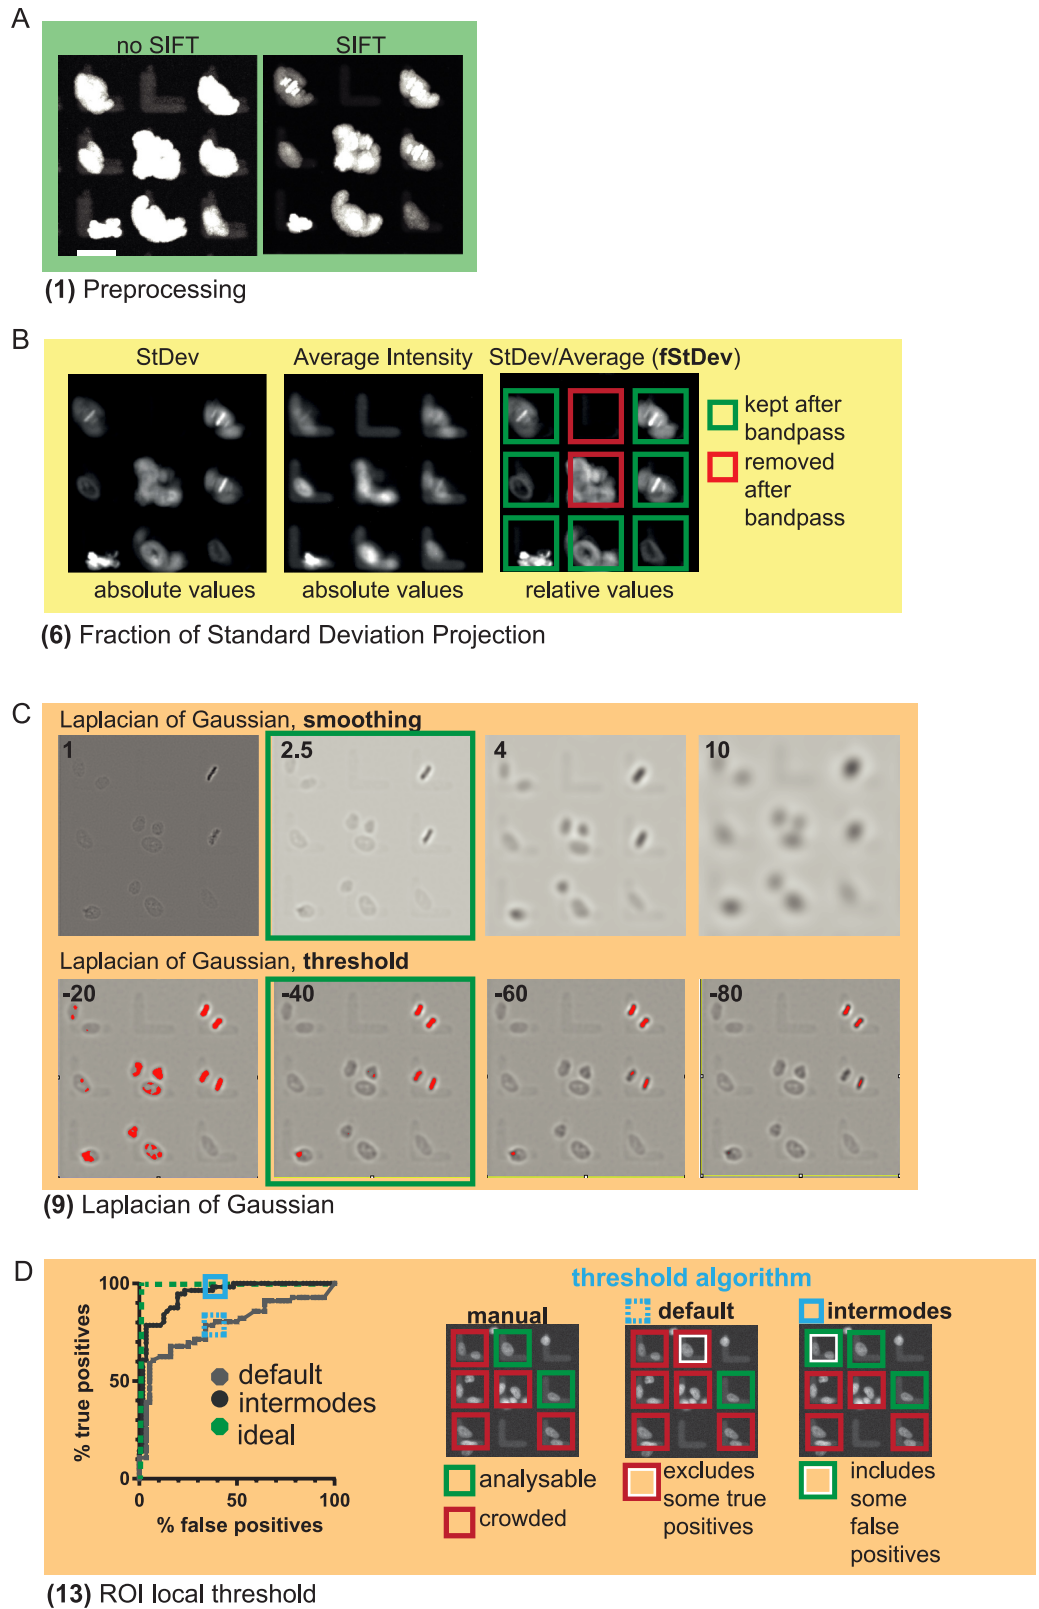 A
no SIFT
SIFT
(1) Preprocessing
B
StDev
Average Intensity
StDev/Average (fStDev)
kept after
bandpass
removed
after
bandpass
absolute values
absolute values
relative values
(6) Fraction of Standard Deviation Projection
C
Laplacian of Gaussian, smoothing
1
2.5
4
10
Laplacian of Gaussian, threshold
-20
-40
-60
-80
(9) Laplacian of Gaussian
D
% true positives
100
50
0
0
50
100
% false positives
default
intermodes
ideal
threshold algorithm
manual
default
intermodes
analysable
crowded
excludes
some true
positives
includes
some
false
positives
(13) ROI local threshold